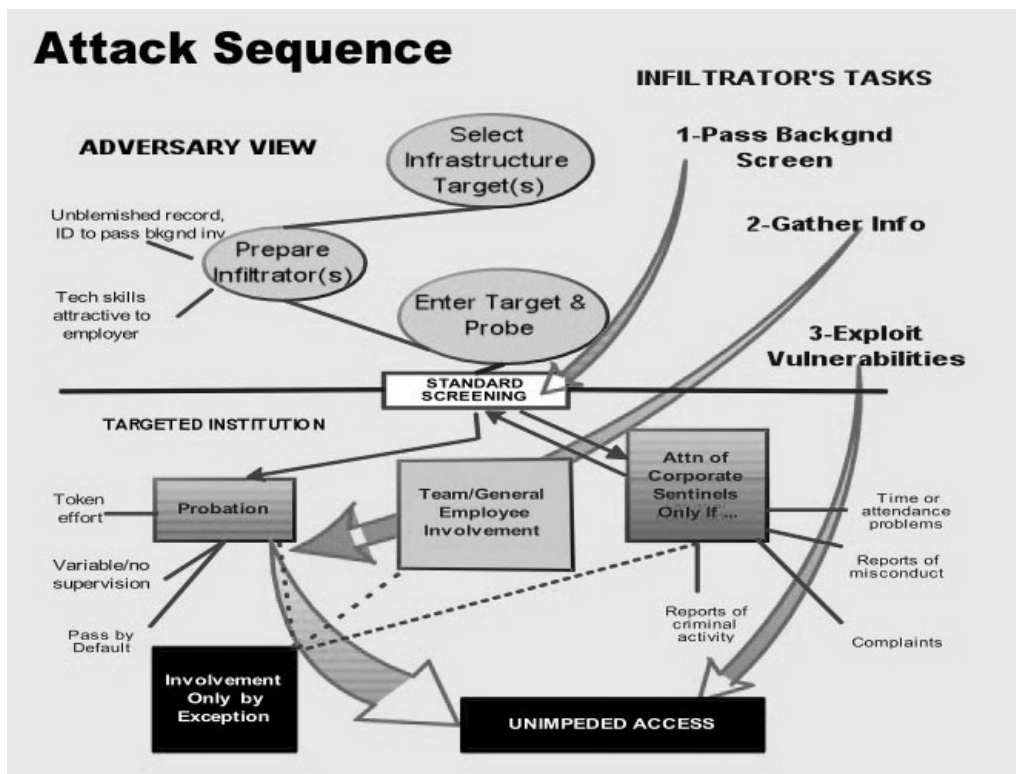 Attack Sequence
INFILTRATOR'S TASKS
1-Pass Backgnd
Screen
ADVERSARY VIEW
Select
Infrastructure
Target(s)
Unblemished record,
ID to pass bkgnd inv
2-Gather Info
Prepare
Infiltrator(s)
Tech skills
attractive to
employer
Enter Target &
Probe
3-Exploit
Vulnerabilities
STANDARD
SCREENING
TARGETED INSTITUTION
Attn of
Corporate
Sentinels
Only If ...
Team/General
Employee
Involvement
Probation
Token
effort
Time or
attendance
problems
Variable/no
supervision
Reports of
misconduct
Reports of
criminal
activity
Pass by
Default
Complaints
Involvement
Only by
Exception
UNIMPEDED ACCESS